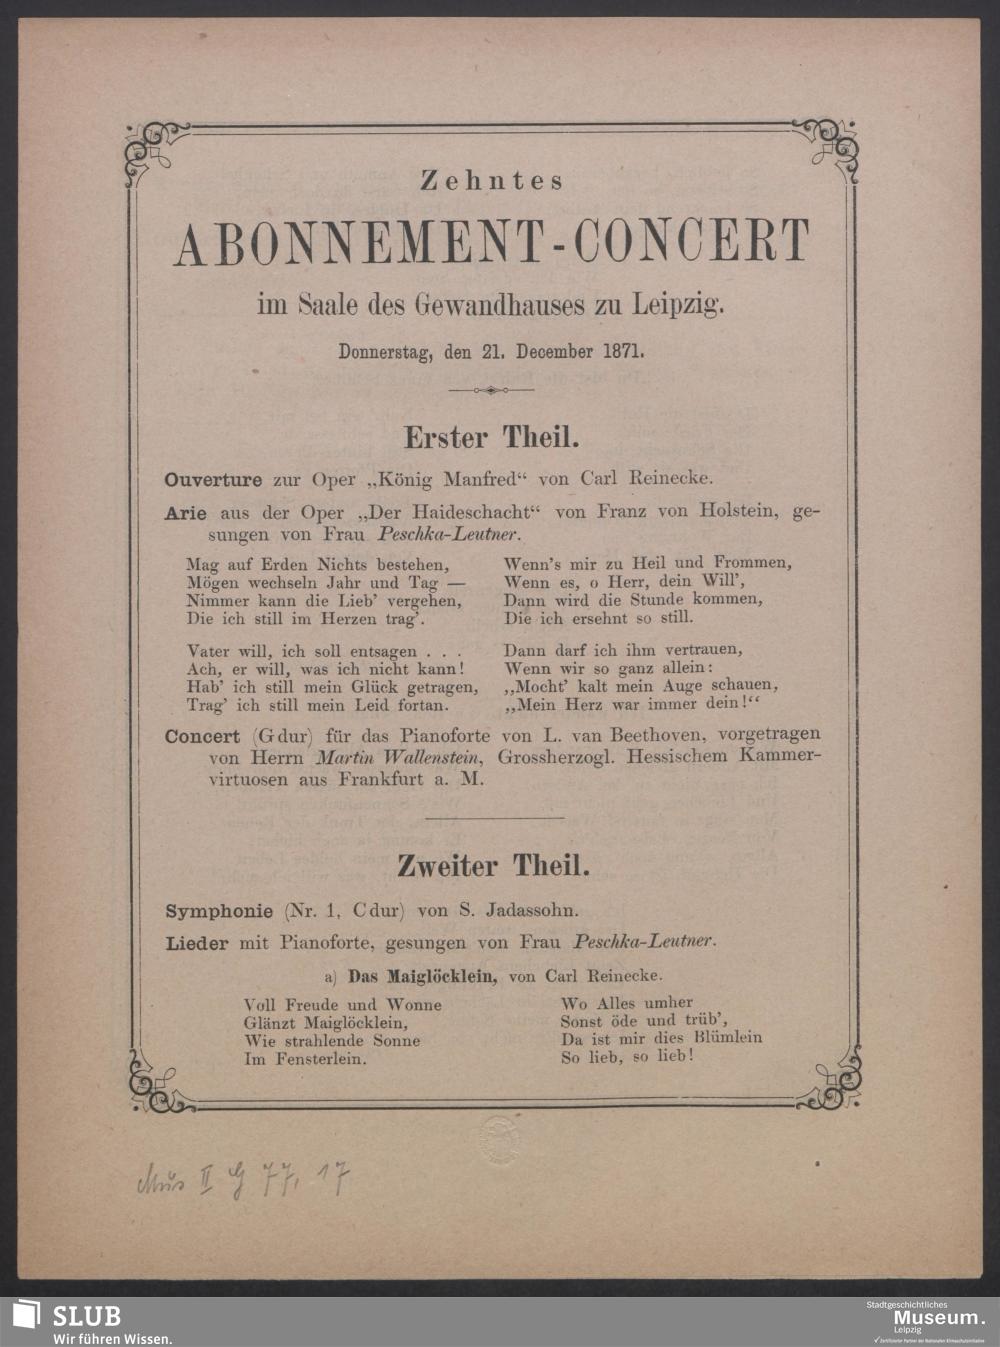 Zehntes
ABONNEMENT-CONCERT
im Saale des Gewandhauses zu Leipzig.
Donnerstag, den 21. December 1871.
Erster Theil.
Ouverture zur Oper „König Manfred“ von Carl Reinecke.
Arie aus der Oper „Der Haideschacht“ von Franz von Holstein, ge-
sungen von Frau Peschka-Leutner.
Mag auf Erden Nichts bestehen,
Mögen wechseln Jahr und Tag —
Nimmer kann die Lieb’ vergehen,
Die ich still im Herzen trag’.
Vater will, ich soll entsagen . . .
Ach, er will, was ich nicht kann!
Hab’ ich still mein Glück getragen,
Trag’ ich still mein Leid fortan.
Wenn’s mir zu Heil und Frommen,
Wenn es, o Herr, dein Will’,
Dann wird die Stunde kommen,
Die ich ersehnt so still.
Dann darf ich ihm vertrauen,
Wenn wir so ganz allein:
„Mocht’ kalt mein Auge schauen,
„Mein Herz war immer dein!“
Concert (G dur) für das Pianoforte von L. van Beethoven, vorgetragen
von Herrn Martin Wallenstein, Grossherzogl. Hessischem Kammer-
virtuosen aus Frankfurt a. M.
Zweiter Theil.
Symphonie (Nr. 1, C dur) von S. Jadassohn.
Lieder mit Pianoforte, gesungen von Frau Peschka-Leutner.
a) Das Maiglöcklein, von Carl Reinecke.
Voll Freude und Wonne
Glänzt Maiglöcklein,
Wie strahlende Sonne
Im Fensterlein.
Wo Alles umher
Sonst öde und trüb’,
Da ist mir dies Blümlein
So lieb, so lieb!
Mus II G 77, 17
SLUB
Wir führen Wissen.
Stadtgeschichtliches
Museum.
Leipzig
Zertifizierter Partner der Nationalen Klimaschutzinitiative